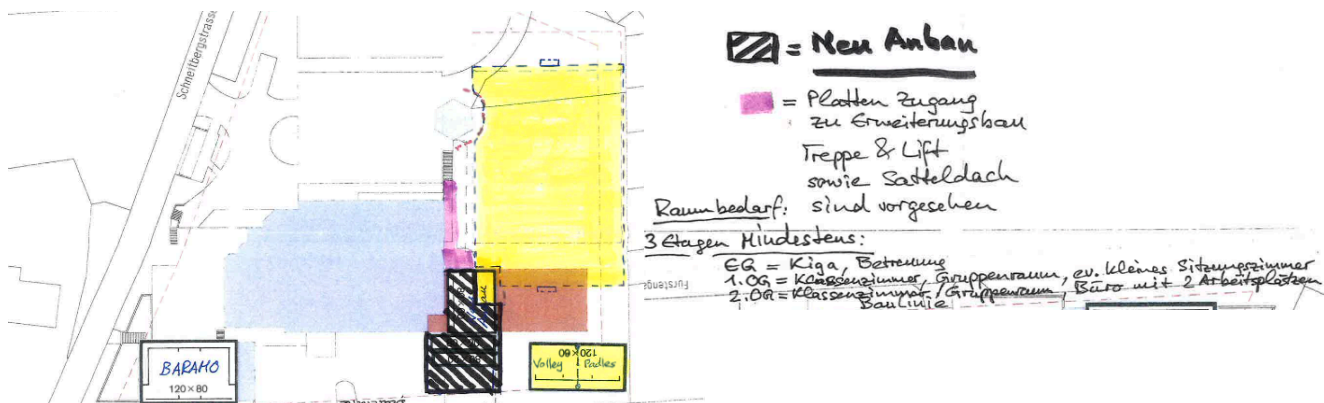 Schneitbergstrasse
= Neu Anbau
= Platten Zugang
zu Erweiterungsbau
Treppe & Lift
sowie Satteldach
sind vorgesehen
Raumbedarf:
3 Etagen Mindestens:
EG = Kiga, Betreuung
1.OG = Klassenzimmer, Gruppenraum, ev. kleines Sitzungszimmer
2.OG = Klassenzimmer, Gruppenraum, Büro mit 2 Arbeitsplätzen
Baulinie
BARAMO
120×80
120×60
Volley Padles